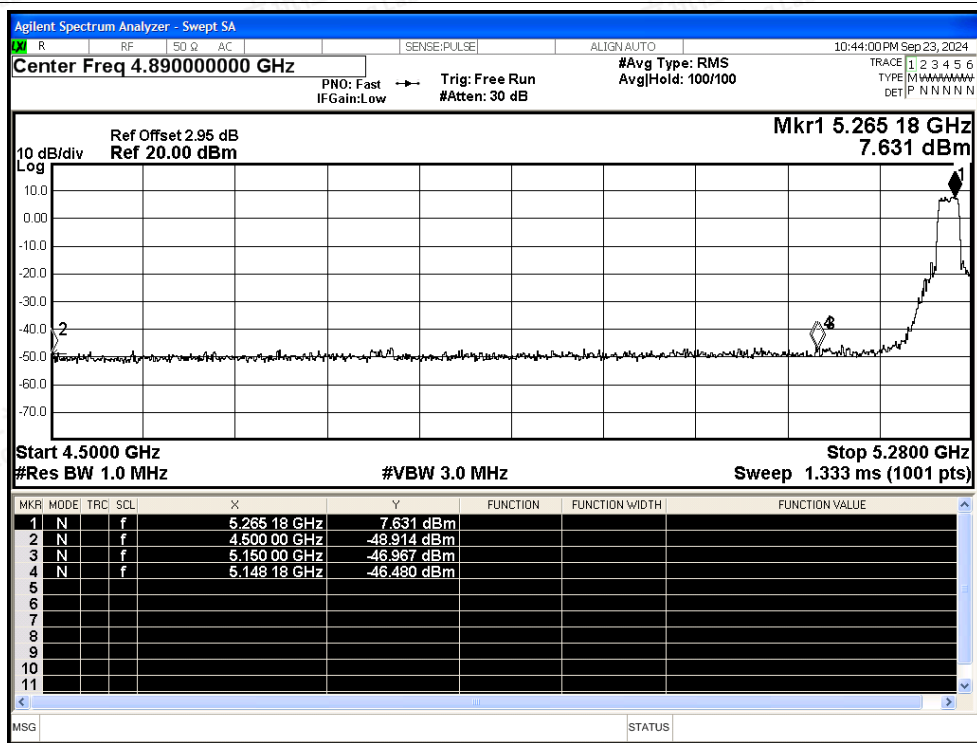 Agilent Spectrum Analyzer - Swept SA
LXI R RF 50 Ω AC SENSE:PULSE ALIGN AUTO 10:44:00 PM Sep 23, 2024
Center Freq 4.890000000 GHz
PNO: Fast
IFGain:Low
Trig: Free Run
#Atten: 30 dB
#Avg Type: RMS
Avg|Hold: 100/100
TRACE 1 2 3 4 5 6
TYPE M
DET P N N N N N
Mkr1 5.265 18 GHz
7.631 dBm
Ref Offset 2.95 dB
10 dB/div Ref 20.00 dBm
Log
1
10.0
0.00
-10.0
-20.0
-30.0
-40.0
2
4
-50.0
-60.0
-70.0
Start 4.5000 GHz Stop 5.2800 GHz
#Res BW 1.0 MHz #VBW 3.0 MHz Sweep 1.333 ms (1001 pts)
MKR MODE TRC SCL X Y FUNCTION FUNCTION WIDTH FUNCTION VALUE
1 N f 5.265 18 GHz 7.631 dBm
2 N f 4.500 00 GHz -48.914 dBm
3 N f 5.150 00 GHz -46.967 dBm
4 N f 5.148 18 GHz -46.480 dBm
5
6
7
8
9
10
11
MSG STATUS